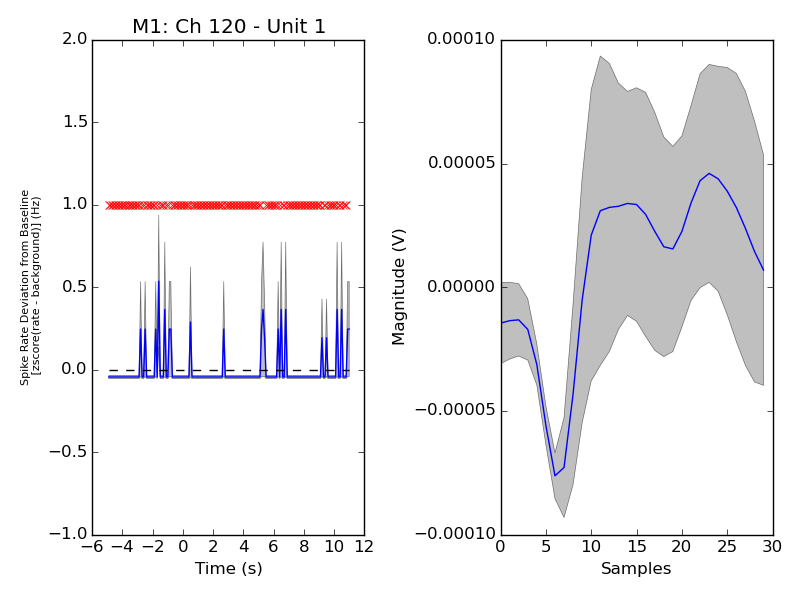 M1: Ch 120 - Unit 1
2.0
1.5
1.0
0.5
0.0
−0.5
−1.0
−6 −4 −2 0 2 4 6 8 10 12
Time (s)
Spike Rate Deviation from Baseline
[zscore(rate - background)] (Hz)
0.00010
0.00005
0.00000
−0.00005
−0.00010
0 5 10 15 20 25 30
Samples
Magnitude (V)